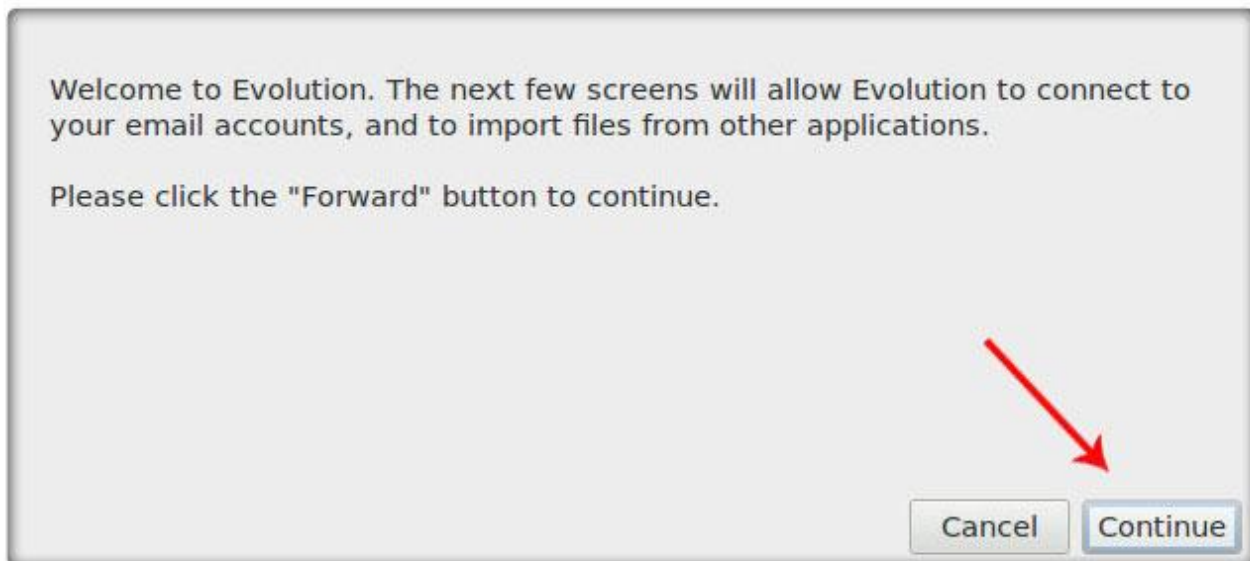 Welcome to Evolution. The next few screens will allow Evolution to connect to
your email accounts, and to import files from other applications.
Please click the "Forward" button to continue.
Cancel
Continue